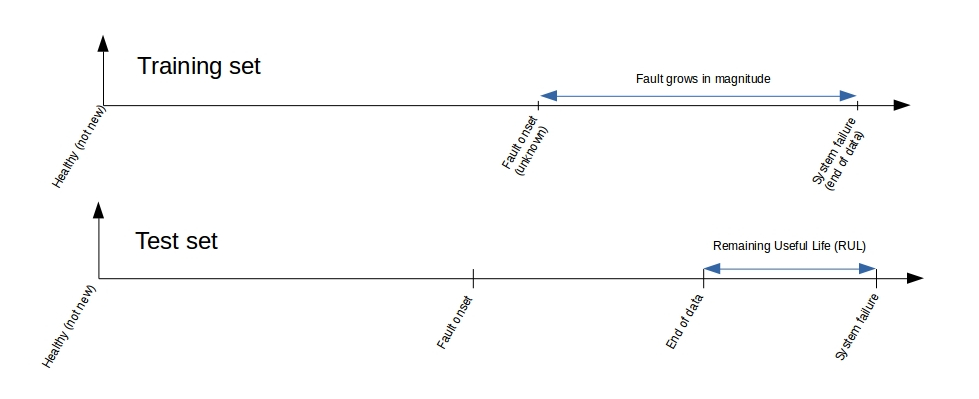 Training set
Fault grows in magnitude
Healthy (not new)
Fault onset
(unknown)
System failure
(end of data)
Test set
Remaining Useful Life (RUL)
Healthy (not new)
Fault onset
End of data
System failure